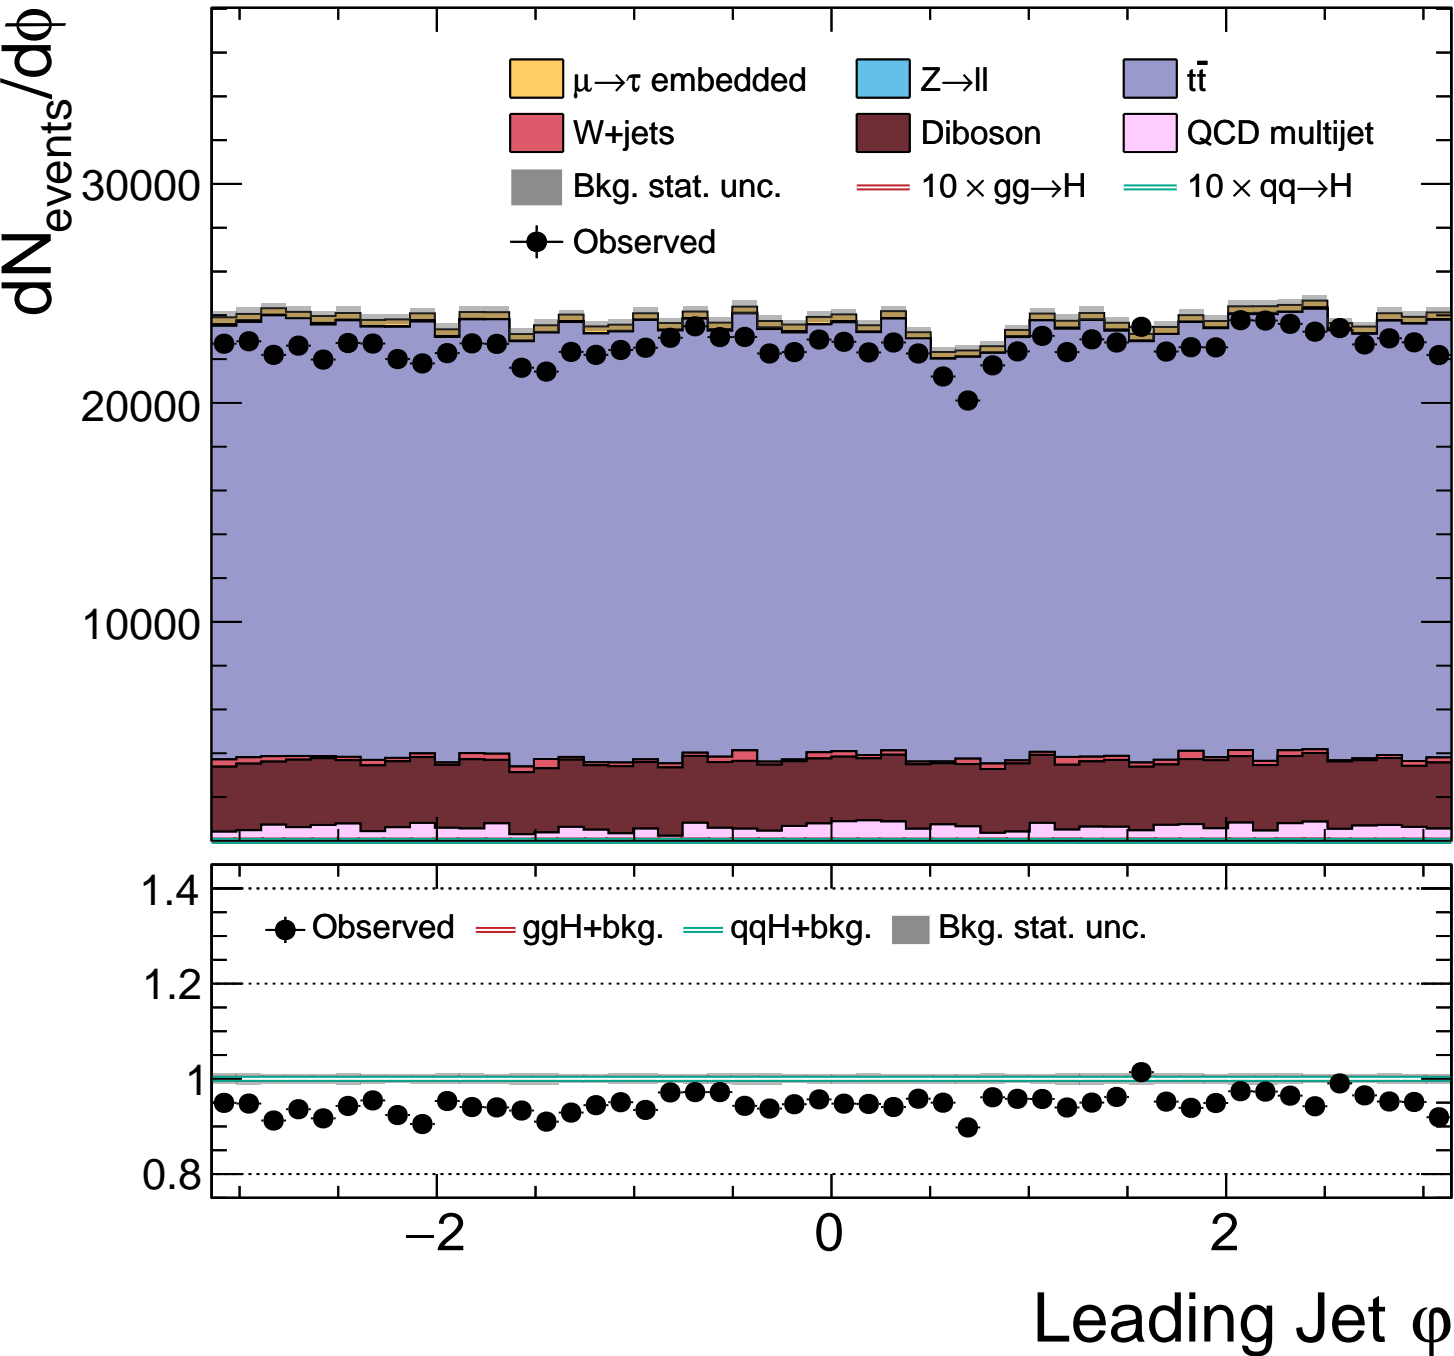 dN_events/dϕ
μ→τ embedded
Z→ll
tt̄
W+jets
Diboson
QCD multijet
Bkg. stat. unc.
10 × gg→H
10 × qq→H
Observed
30000
20000
10000
1.4
Observed
ggH+bkg.
qqH+bkg.
Bkg. stat. unc.
1.2
1
0.8
−2
0
2
Leading Jet φ